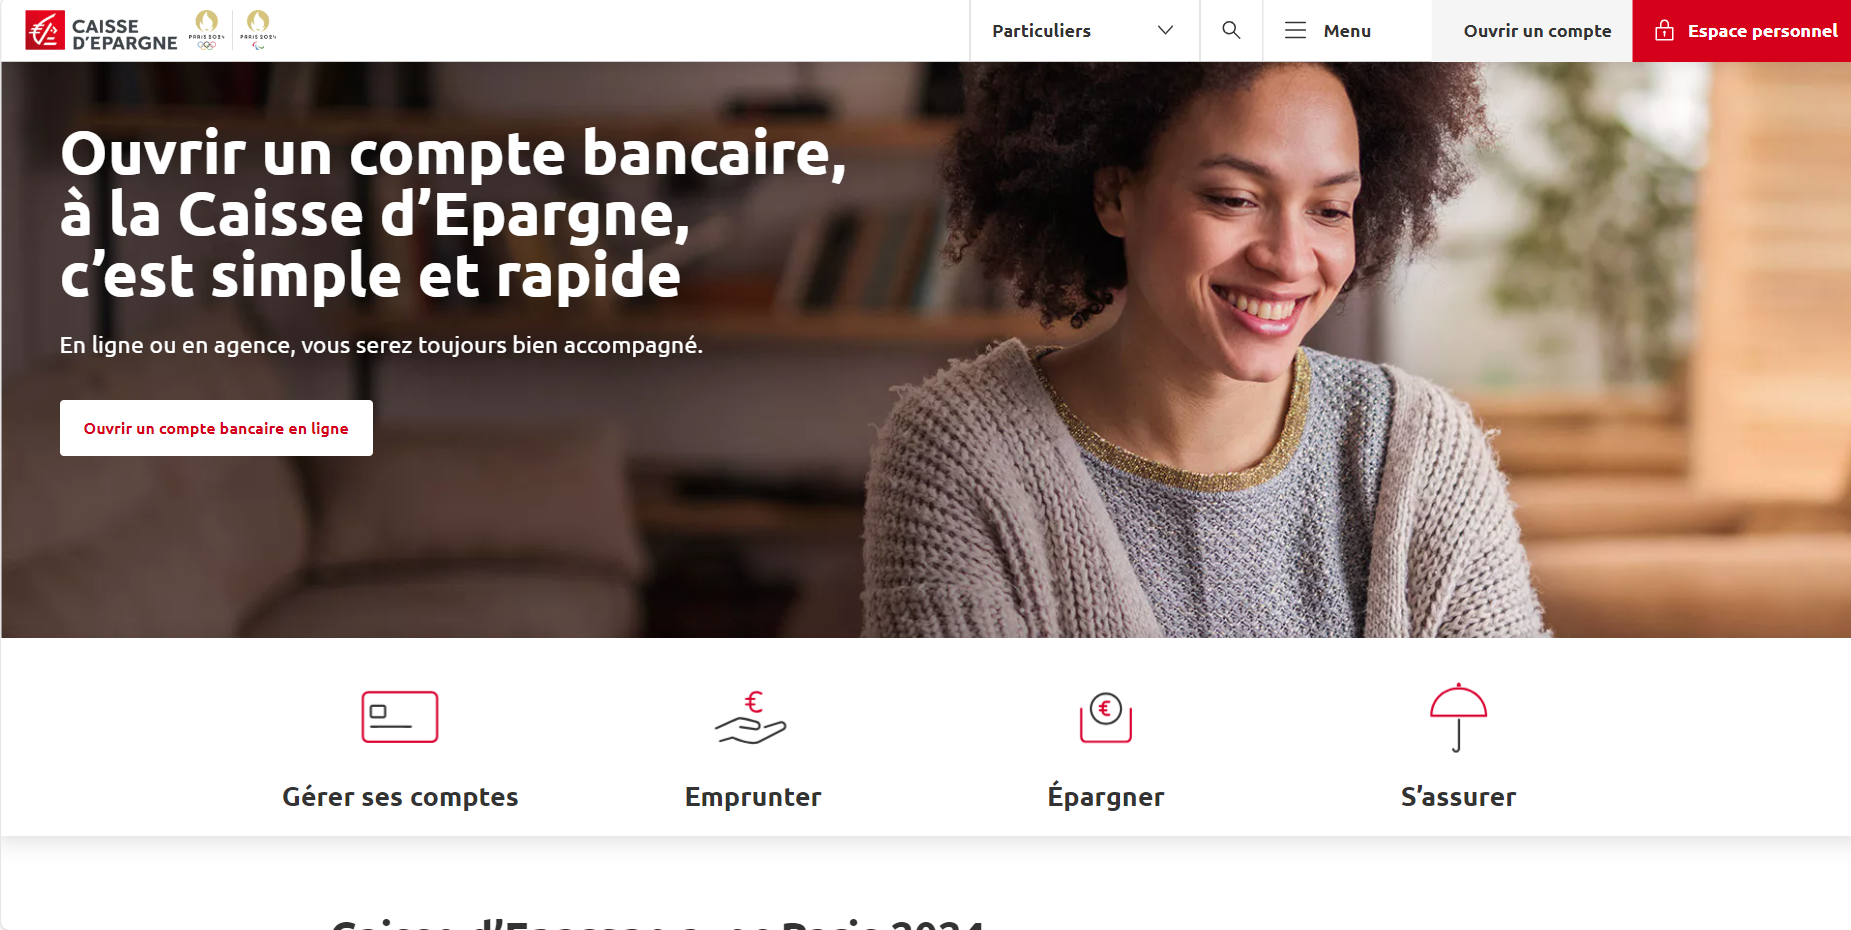 CAISSE
D'EPARGNE
PARIS 2024
PARIS 2024
Particuliers
Menu
Ouvrir un compte
Espace personnel
Ouvrir un compte bancaire,
à la Caisse d’Epargne,
c’est simple et rapide
En ligne ou en agence, vous serez toujours bien accompagné.
Ouvrir un compte bancaire en ligne
Gérer ses comptes
Emprunter
Épargner
S’assurer